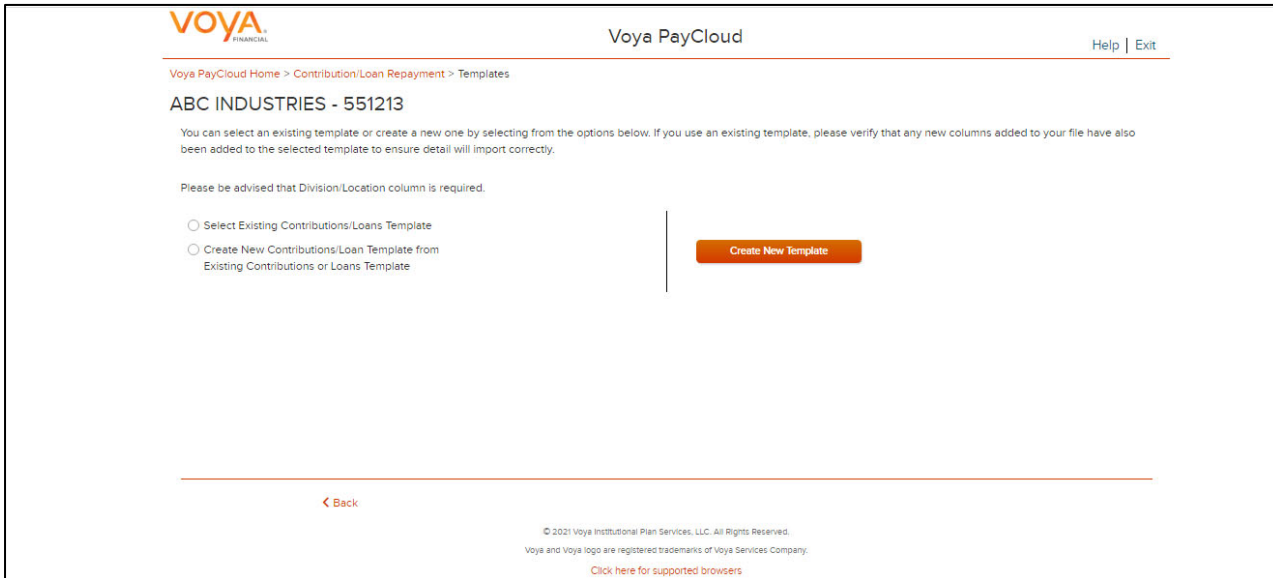 VOYA
FINANCIAL
Voya PayCloud
Help | Exit
Voya PayCloud Home > Contribution/Loan Repayment > Templates
ABC INDUSTRIES - 551213
You can select an existing template or create a new one by selecting from the options below. If you use an existing template, please verify that any new columns added to your file have also
been added to the selected template to ensure detail will import correctly.
Please be advised that Division/Location column is required.
Select Existing Contributions/Loans Template
Create New Contributions/Loan Template from
Existing Contributions or Loans Template
Create New Template
< Back
© 2021 Voya Institutional Plan Services, LLC. All Rights Reserved.
Voya and Voya logo are registered trademarks of Voya Services Company.
Click here for supported browsers